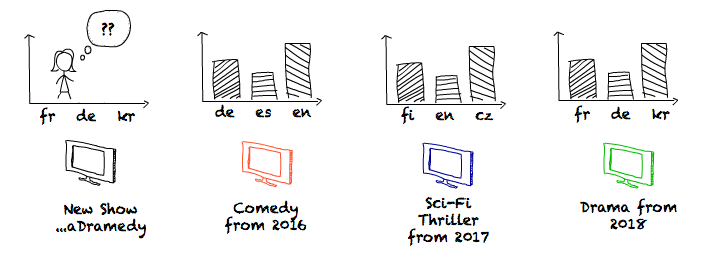 ??
fr de kr
de es en
fi en cz
fr de kr
New Show
...aDramedy
Comedy
from 2016
Sci-Fi
Thriller
from 2017
Drama from
2018